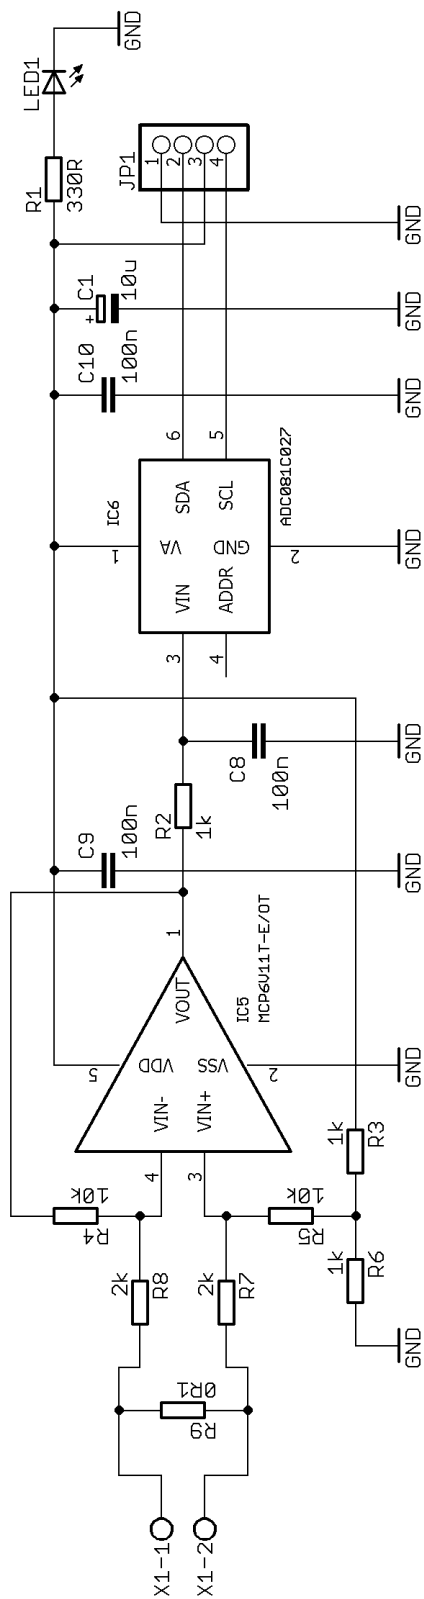 GND
LED1
R1
330R
JP1
1
2
3
4
GND
C1
10u
+
GND
C10
100n
GND
6
5
IC6
ADC081C027
SDA
SCL
1
VA
GND
2
GND
VIN
ADDR
3
4
C8
100n
GND
R2
1k
C9
100n
GND
1
IC5
MCP6V11T-E/OT
VOUT
5
VDD
VSS
2
GND
VIN-
VIN+
4
3
10k
R4
10k
R5
1k
R3
2k
R8
2k
R7
1k
R6
GND
0R1
R9
X1-1
X1-2